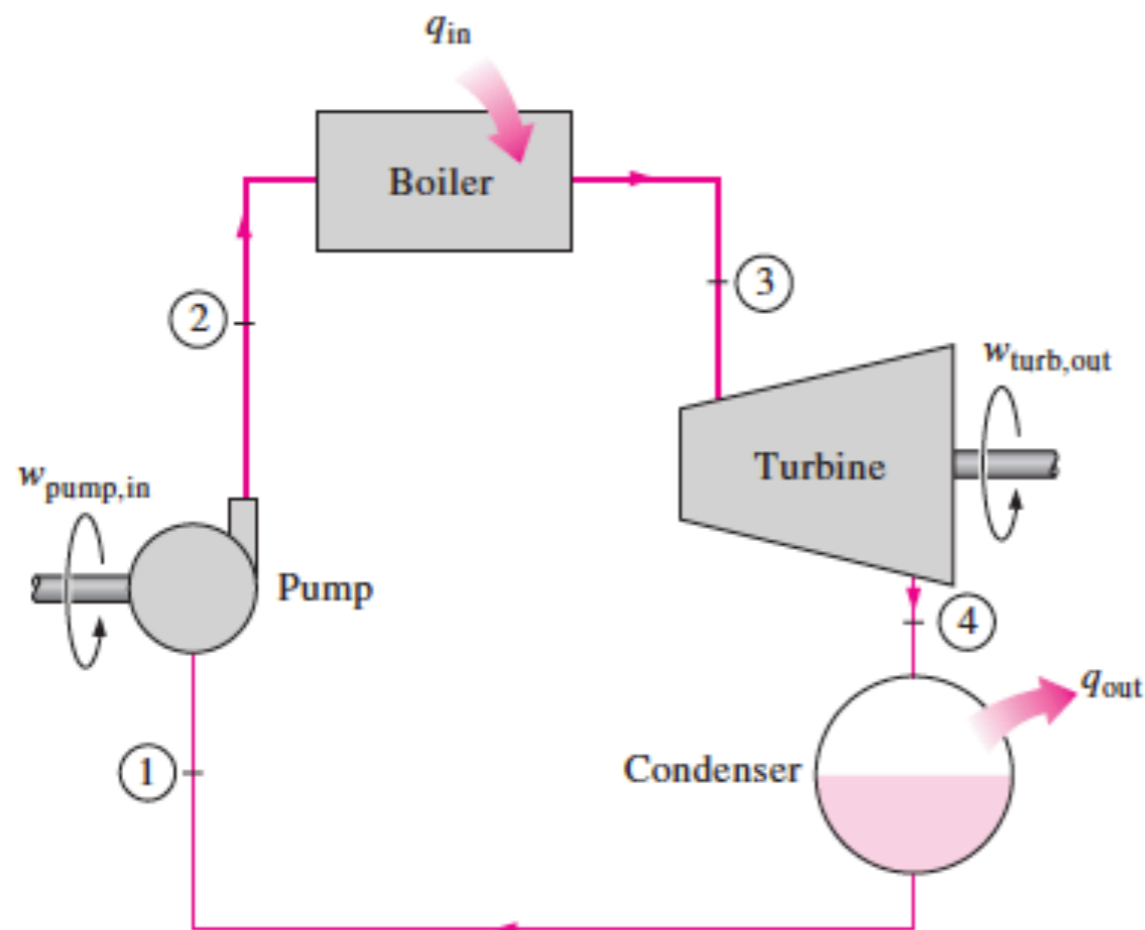 q_in
Boiler
3
2
w_turb,out
Turbine
w_pump,in
Pump
4
q_out
Condenser
1